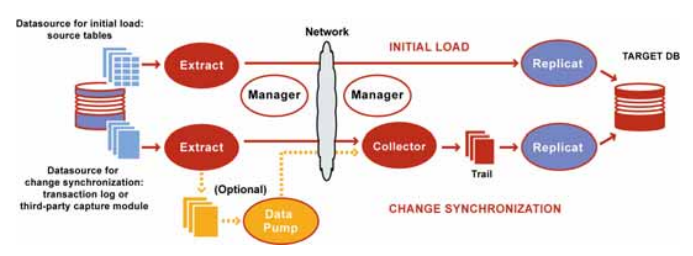 Datasource for initial load:
source tables
Network
INITIAL LOAD
TARGET DB
Extract
Replicat
Manager
Manager
Extract
Collector
Trail
Replicat
Datasource for
change synchronization:
transaction log or
third-party capture module
(Optional)
Data
Pump
CHANGE SYNCHRONIZATION